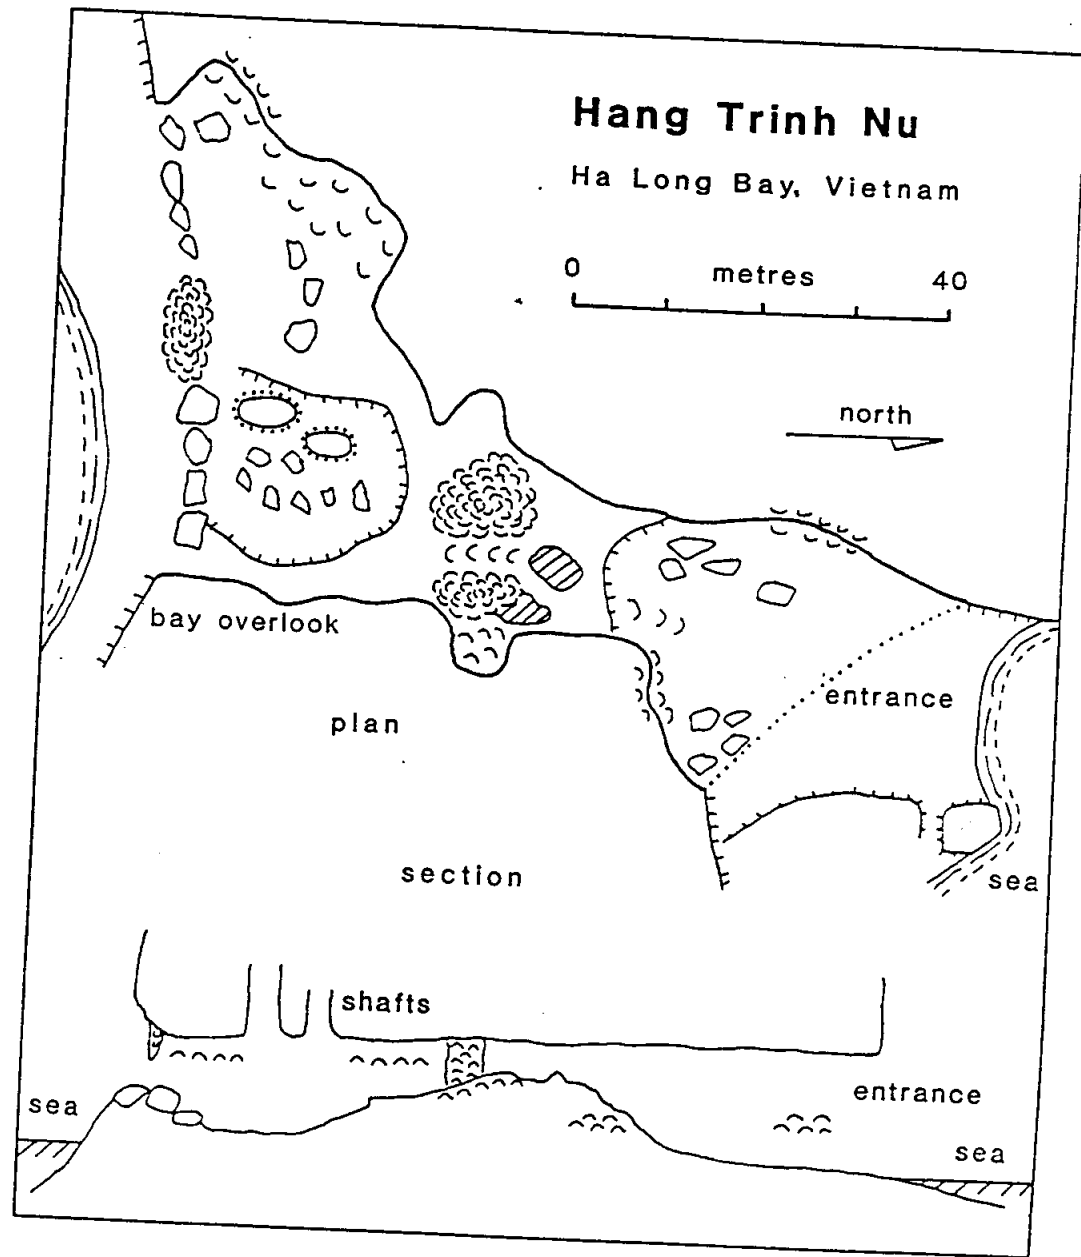 Hang Trinh Nu
Ha Long Bay, Vietnam
0 metres 40
north
bay overlook
entrance
plan
section
sea
shafts
entrance
sea
sea